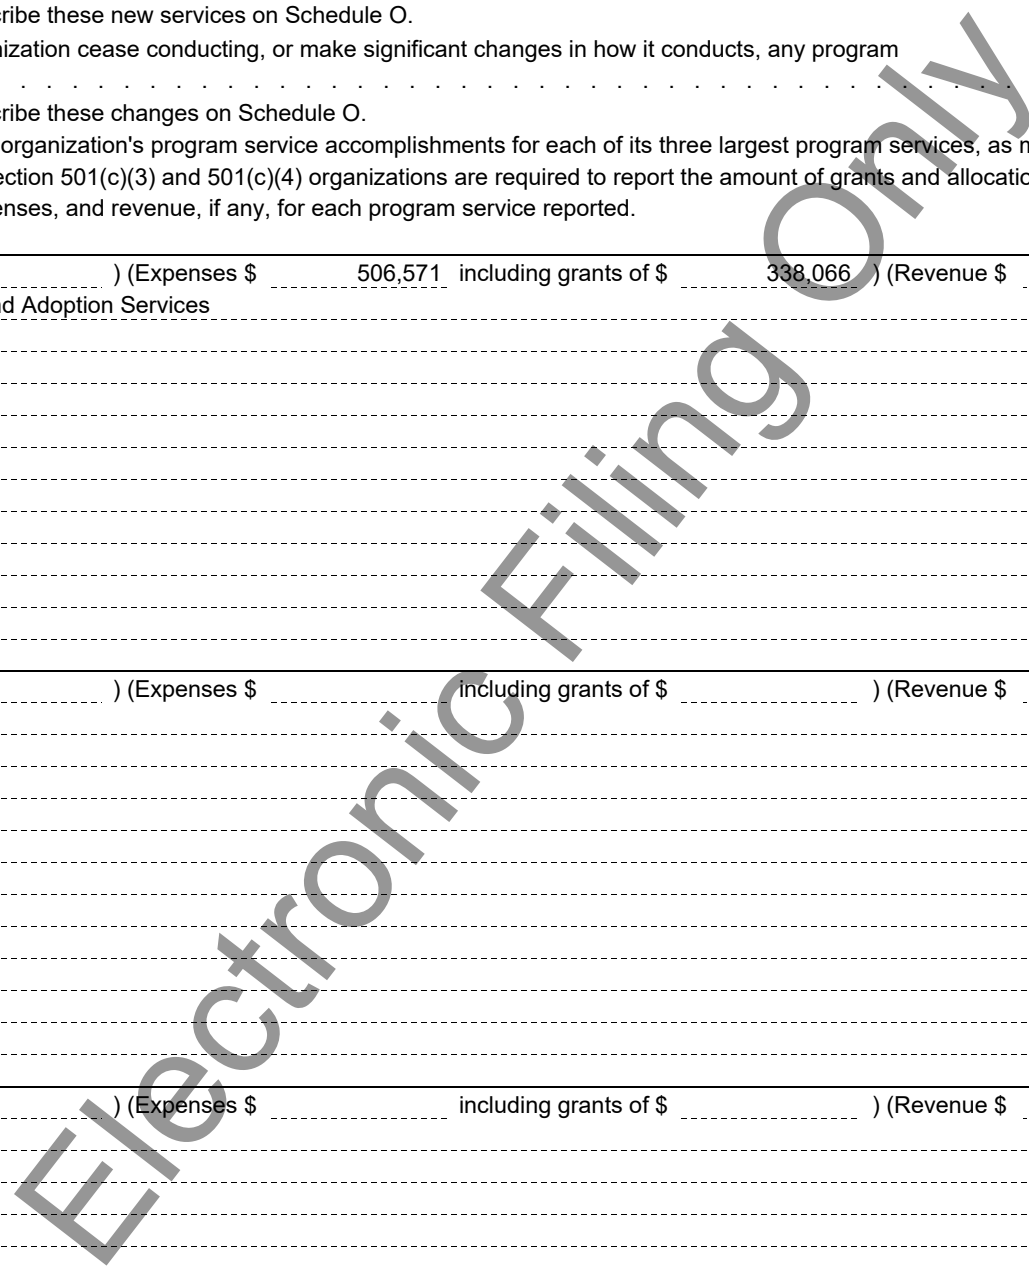 ribe these new services on Schedule O.
nization cease conducting, or make significant changes in how it conducts, any program
. . . . . . . . . . . . . . . . . . . . . . . . . . . . . . . . . . . . . . .
ribe these changes on Schedule O.
organization's program service accomplishments for each of its three largest program services, as m
ection 501(c)(3) and 501(c)(4) organizations are required to report the amount of grants and allocatio
enses, and revenue, if any, for each program service reported.
) (Expenses $ 506,571 including grants of $ 338,066 ) (Revenue $
d Adoption Services
) (Expenses $ including grants of $ ) (Revenue $
) (Expenses $ including grants of $ ) (Revenue $
Electronic Filing Only